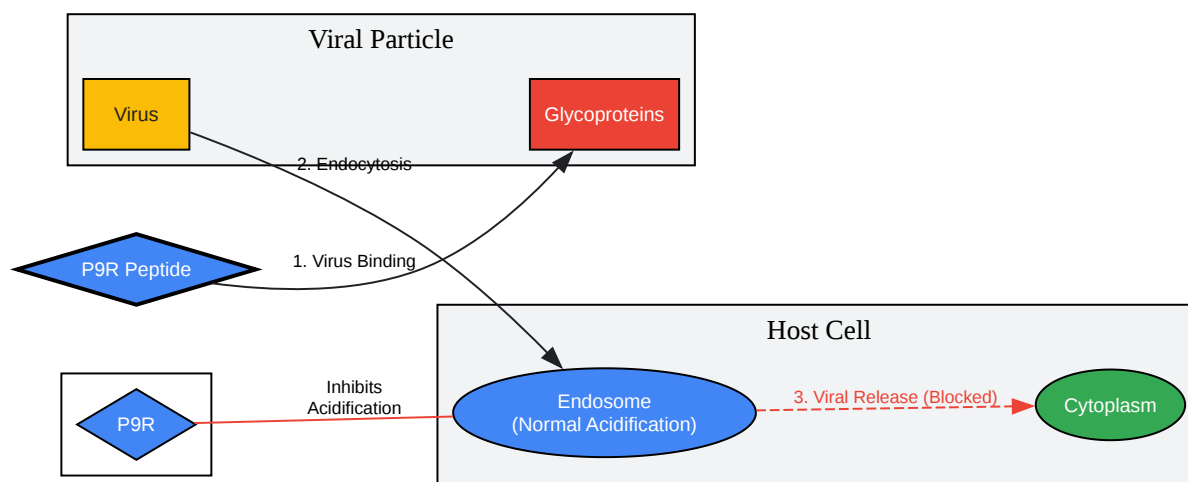 Viral Particle
Virus
Glycoproteins
2. Endocytosis
P9R Peptide
1. Virus Binding
Host Cell
P9R
Inhibits
Acidification
Endosome
(Normal Acidification)
3. Viral Release (Blocked)
Cytoplasm